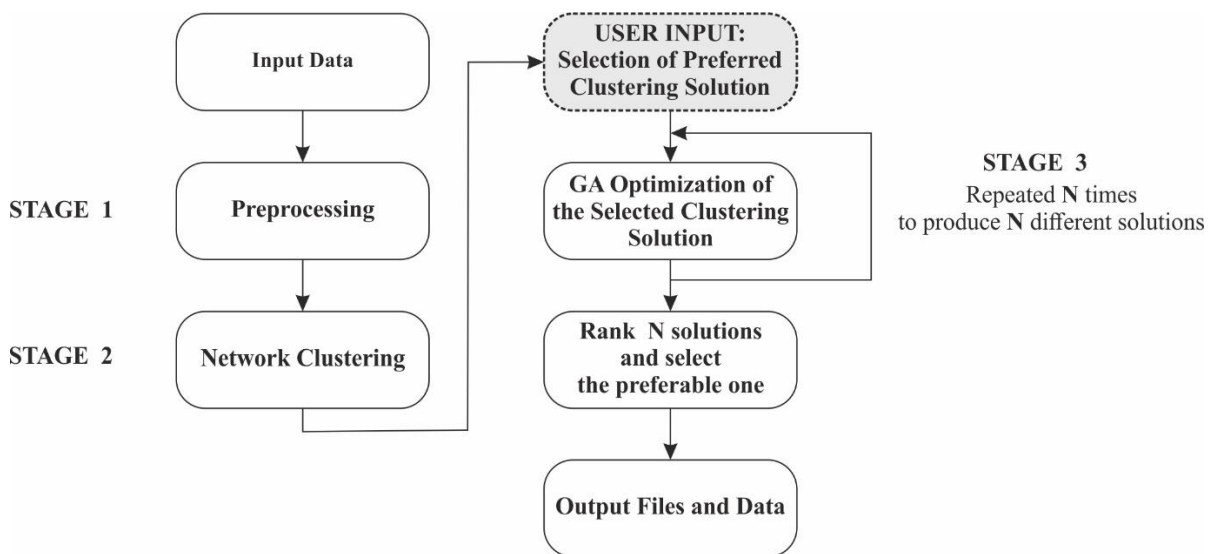 Input Data
STAGE 1
Preprocessing
STAGE 2
Network Clustering
USER INPUT:
Selection of Preferred
Clustering Solution
GA Optimization of
the Selected Clustering
Solution
STAGE 3
Repeated N times
to produce N different solutions
Rank N solutions
and select
the preferable one
Output Files and Data